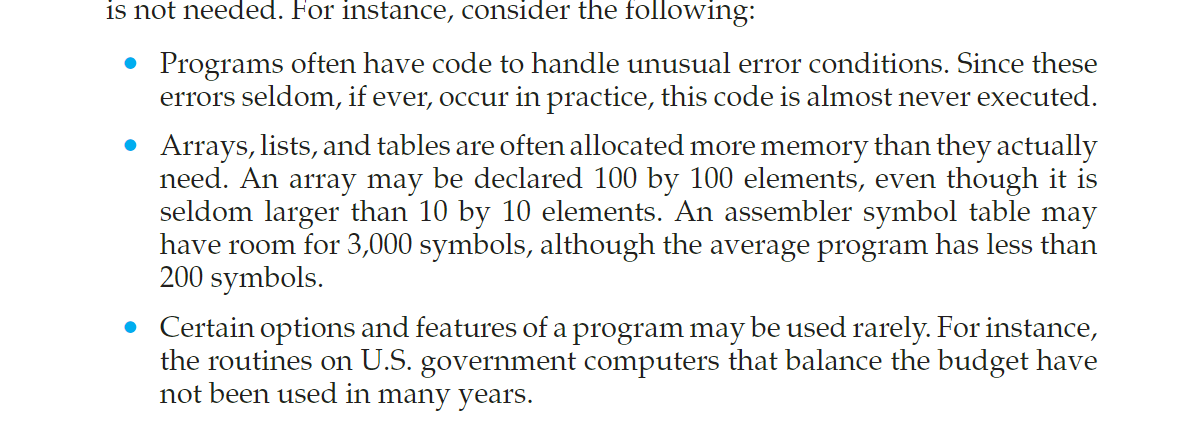 is not needed. For instance, consider the following:
• Programs often have code to handle unusual error conditions. Since these
errors seldom, if ever, occur in practice, this code is almost never executed.
• Arrays, lists, and tables are often allocated more memory than they actually
need. An array may be declared 100 by 100 elements, even though it is
seldom larger than 10 by 10 elements. An assembler symbol table may
have room for 3,000 symbols, although the average program has less than
200 symbols.
• Certain options and features of a program may be used rarely. For instance,
the routines on U.S. government computers that balance the budget have
not been used in many years.